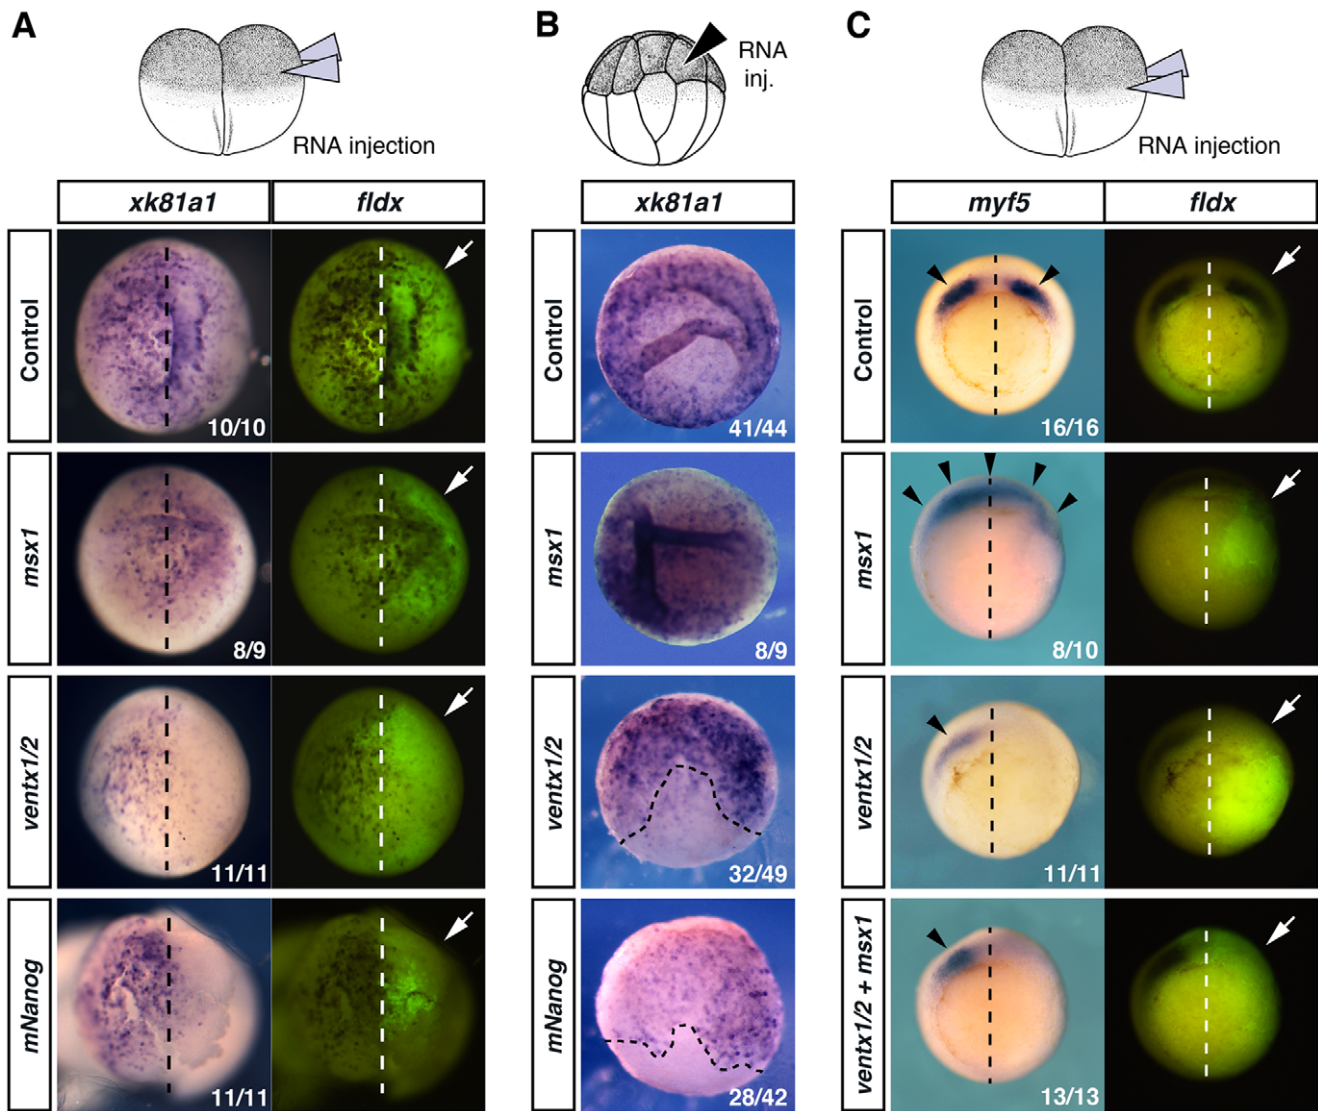 A
B
C
RNA injection
RNA
inj.
RNA injection
xk81a1
fldx
xk81a1
myf5
fldx
Control
10/10
Control
41/44
Control
16/16
msx1
8/9
msx1
8/9
msx1
8/10
ventx1/2
11/11
ventx1/2
32/49
ventx1/2
11/11
mNanog
11/11
mNanog
28/42
ventx1/2 + msx1
13/13